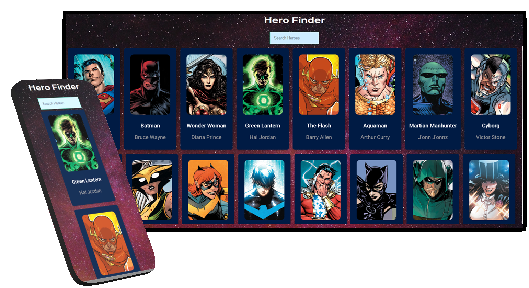 Hero Finder
Search Heroes
Batman
Bruce Wayne
Wonder Woman
Diana Prince
Green Lantern
Hal Jordan
The Flash
Barry Allen
Aquaman
Arthur Curry
Martian Manhunter
J'onn J'onzz
Cyborg
Victor Stone
Hero Finder
Search Heroes
Green Lantern
Hal Jordan